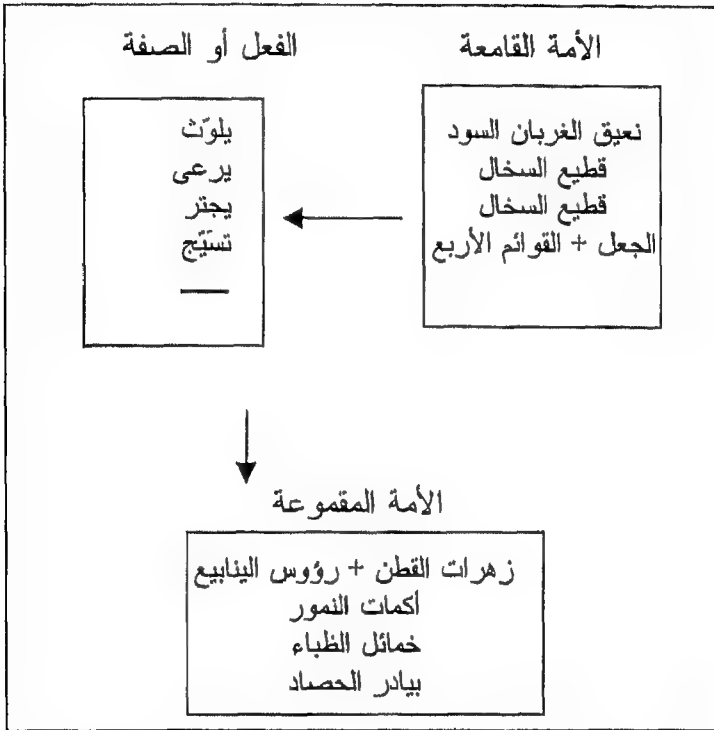 الأمة القامعة
نعيق الغربان السود
قطيع السخال
قطيع السخال
الجعل + القوائم الأربع
الفعل أو الصفة
يلوّث
يرعى
يجتر
تسَيّج
الأمة المقموعة
زهرات القطن + رؤوس الينابيع
أكمات النمور
خمائل الظباء
بيادر الحصاد